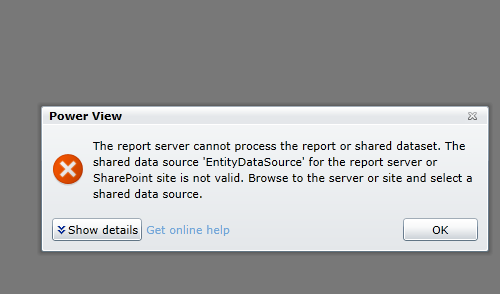 Power View
The report server cannot process the report or shared dataset. The
shared data source 'EntityDataSource' for the report server or
SharePoint site is not valid. Browse to the server or site and select a
shared data source.
Show details Get online help OK